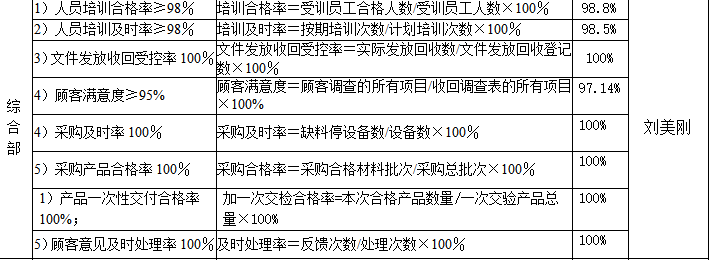 1）人员培训合格率≥98％ 培训合格率＝受训员工合格人数/受训员工人数×100％ 98.8%
2）人员培训及时率≥98％ 培训及时率＝按期培训次数/计划培训次数×100％ 98.5%
3)文件发放收回受控率 100％ 文件发放收回受控率＝实际发放回收数/文件发放回收登记
数×100％ 100%
4）顾客满意度≥95％ 顾客满意度＝顾客调查的所有项目/收回调查表的所有项目
×100％ 97.14%
4）采购及时率 100％ 采购及时率＝缺料停设备数/设备数×100％ 100%
5）采购产品合格率 100％ 采购合格率＝采购合格材料批次/采购总批次×100％ 100%
1）产品一次性交付合格率
100%； 加一次交检合格率=本次合格产品数量/一次交验产品总
量×100% 100%
5）顾客意见及时处理率 100％ 及时处理率＝反馈次数/处理次数×100％ 100%
综
合
部
刘美刚